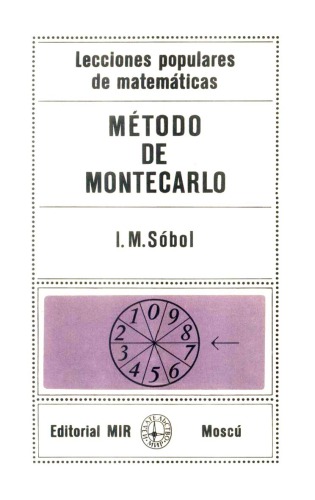 Lecciones populares
de matemáticas
MÉTODO
DE
MONTECARLO
I. M. Sóbol
0
9
8
7
6
5
4
3
2
1
Editorial MIR
Moscú